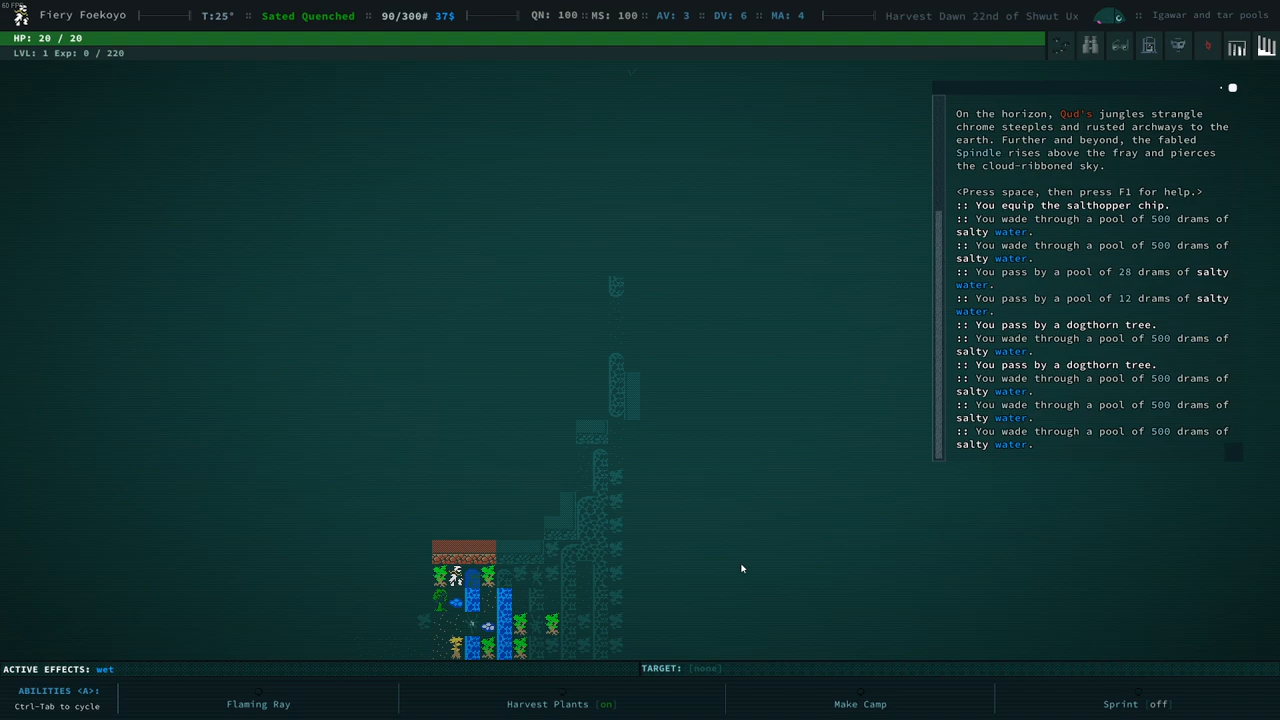 60 FPS
Fiery Foekoyo T:25° Sated Quenched 90/300# 37$ QN: 100 :: MS: 100 :: AV: 3 :: DV: 6 :: MA: 4 Harvest Dawn 22nd of Shwut Ux Igawar and tar pools
HP: 20 / 20
LVL: 1 Exp: 0 / 220
On the horizon, Qud's jungles strangle
chrome steeples and rusted archways to the
earth. Further and beyond, the fabled
Spindle rises above the fray and pierces
the cloud-ribboned sky.
<Press space, then press F1 for help.>
:: You equip the salthopper chip.
:: You wade through a pool of 500 drams of
salty water.
:: You wade through a pool of 500 drams of
salty water.
:: You pass by a pool of 28 drams of salty
water.
:: You pass by a pool of 12 drams of salty
water.
:: You pass by a dogthorn tree.
:: You wade through a pool of 500 drams of
salty water.
:: You pass by a dogthorn tree.
:: You wade through a pool of 500 drams of
salty water.
:: You wade through a pool of 500 drams of
salty water.
:: You wade through a pool of 500 drams of
salty water.
ACTIVE EFFECTS: wet
TARGET: [none]
ABILITIES <A>:
Ctrl-Tab to cycle
Flaming Ray
Harvest Plants [on]
Make Camp
Sprint [off]